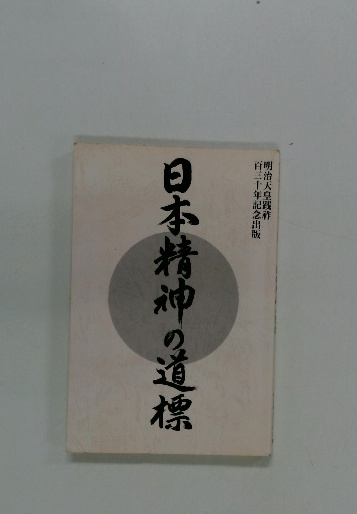 明治天皇践祚
百三十年記念出版
日本精神の道標